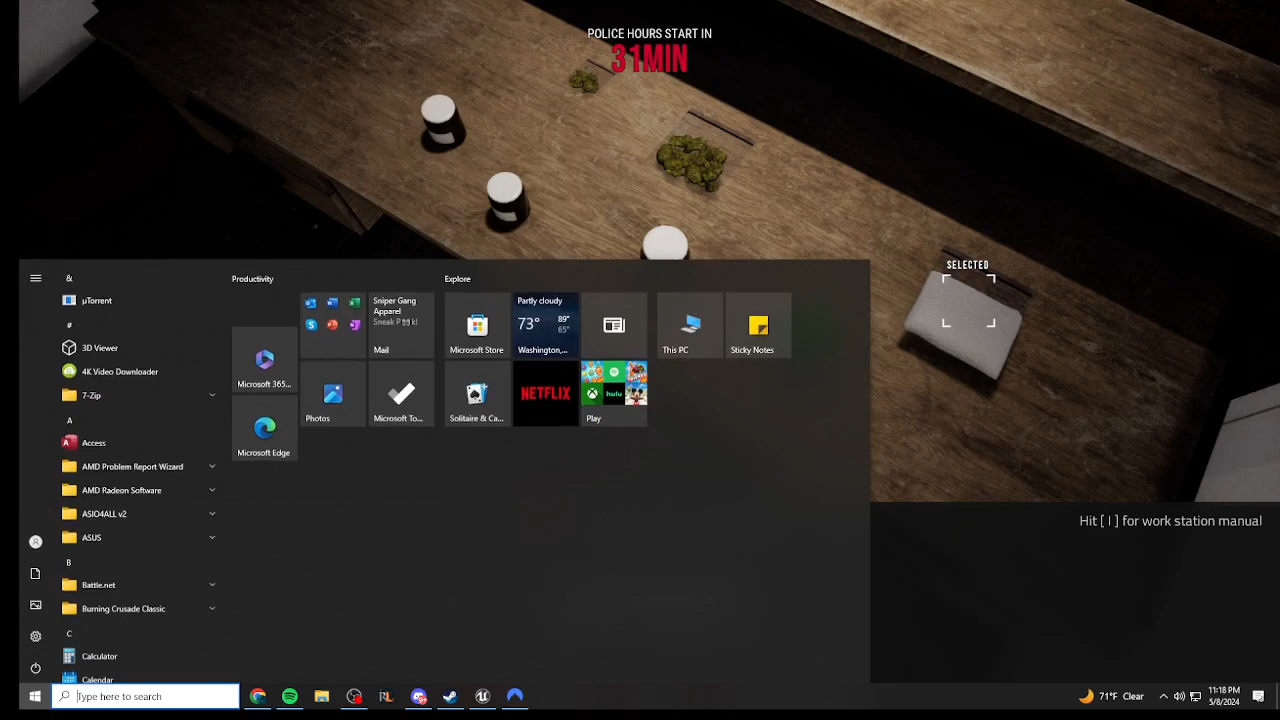 POLICE HOURS START IN
31MIN
SELECTED
Hit [ I ] for work station manual
&
µTorrent
#
3D Viewer
4K Video Downloader
7-Zip
A
Access
AMD Problem Report Wizard
AMD Radeon Software
ASIO4ALL v2
ASUS
B
Battle.net
Burning Crusade Classic
C
Calculator
Calendar
Productivity
Microsoft 365...
Sniper Gang
Apparel
Mail
Microsoft Edge
Photos
Microsoft To...
Explore
Microsoft Store
Partly cloudy
73°
89°
65°
Washington,...
Solitaire & Ca...
NETFLIX
hulu
Play
This PC
Sticky Notes
Type here to search
71°F Clear
11:18 PM
5/8/2024